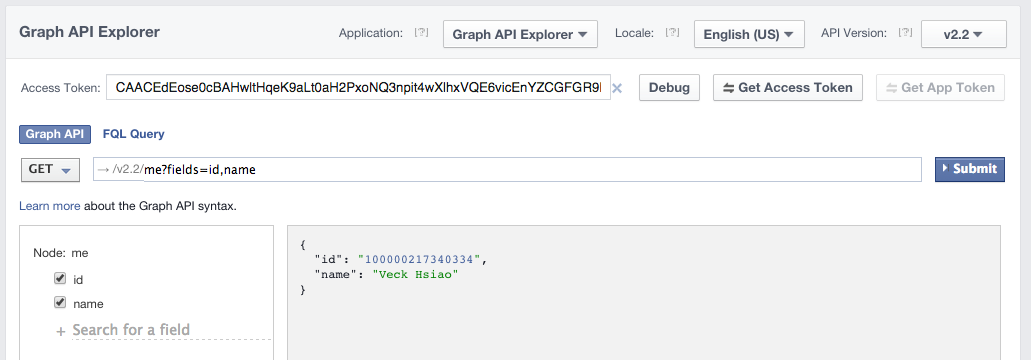 Graph API Explorer Application: [?] Graph API Explorer Locale: [?] English (US) API Version: [?] v2.2
Access Token: CAACEdEose0cBAHwltHqeK9aLt0aH2PxoNQ3npit4wXlhxVQE6vicEnYZCGFGR9 × Debug Get Access Token Get App Token
Graph API FQL Query
GET → /v2.2/me?fields=id,name Submit
Learn more about the Graph API syntax.
Node: me
id
name
+ Search for a field
{
"id": "100000217340334",
"name": "Veck Hsiao"
}